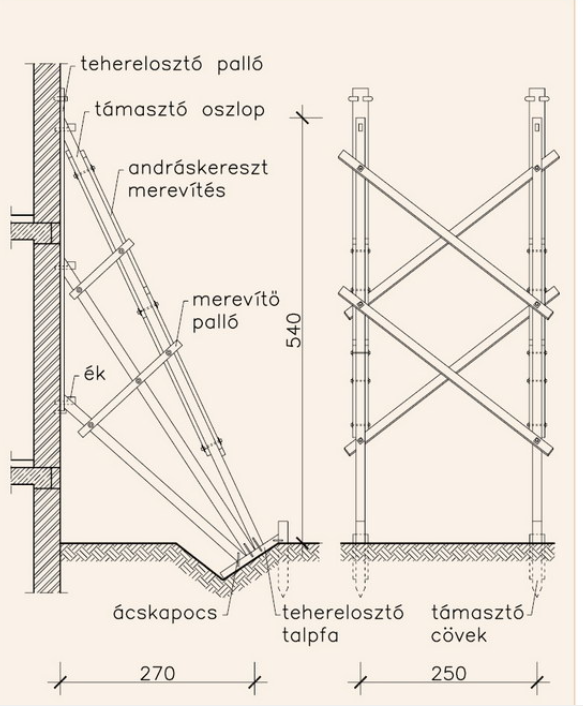 teherelosztó palló
támasztó oszlop
andráskereszt
merevítés
merevítő
palló
540
ék
ácskapocs
teherelosztó
talpfa
támasztó
cövek
270
250